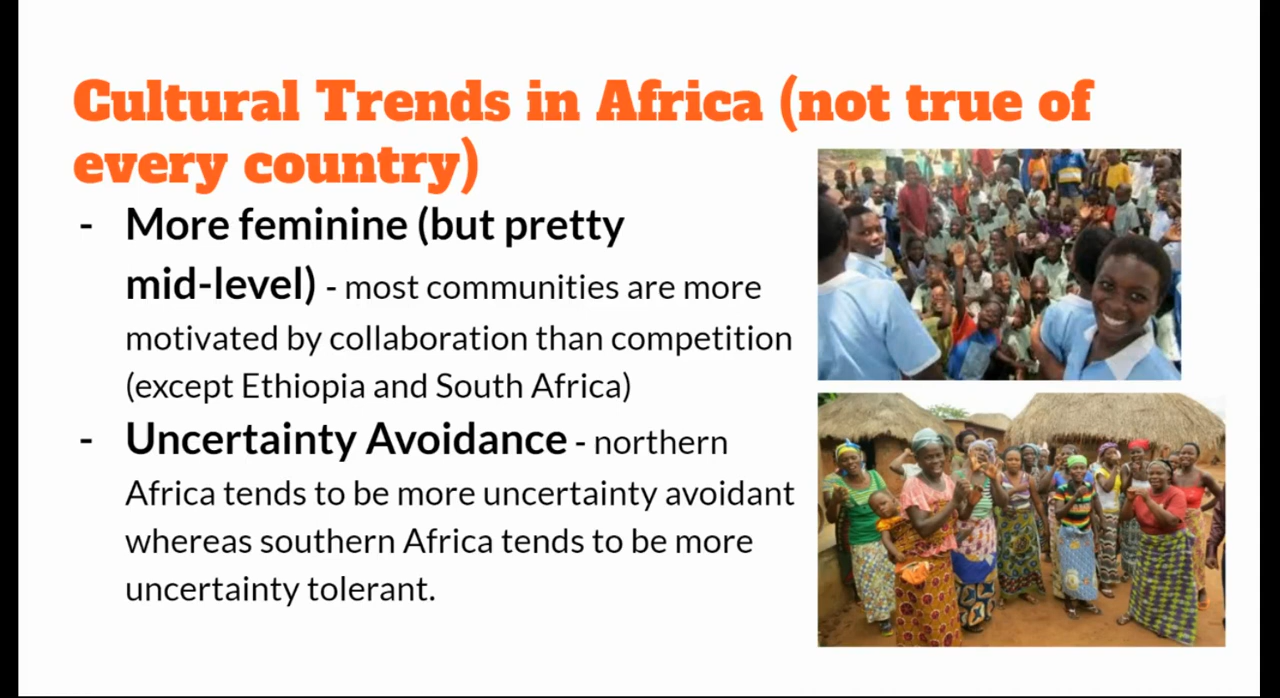 Cultural Trends in Africa (not true of
every country)
- More feminine (but pretty
mid-level) - most communities are more
motivated by collaboration than competition
(except Ethiopia and South Africa)
- Uncertainty Avoidance - northern
Africa tends to be more uncertainty avoidant
whereas southern Africa tends to be more
uncertainty tolerant.